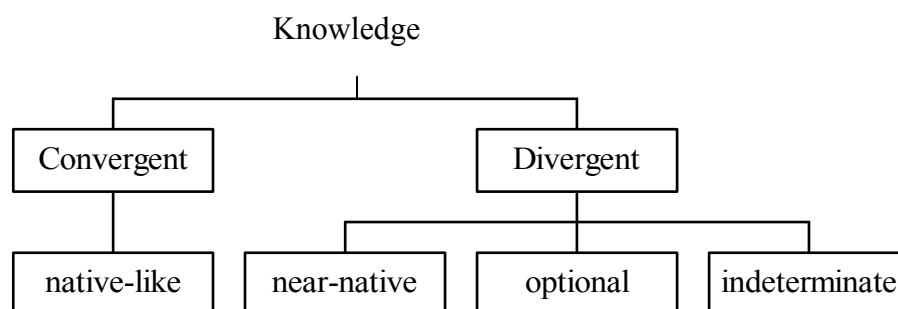 Knowledge
Convergent Divergent
native-like near-native optional indeterminate